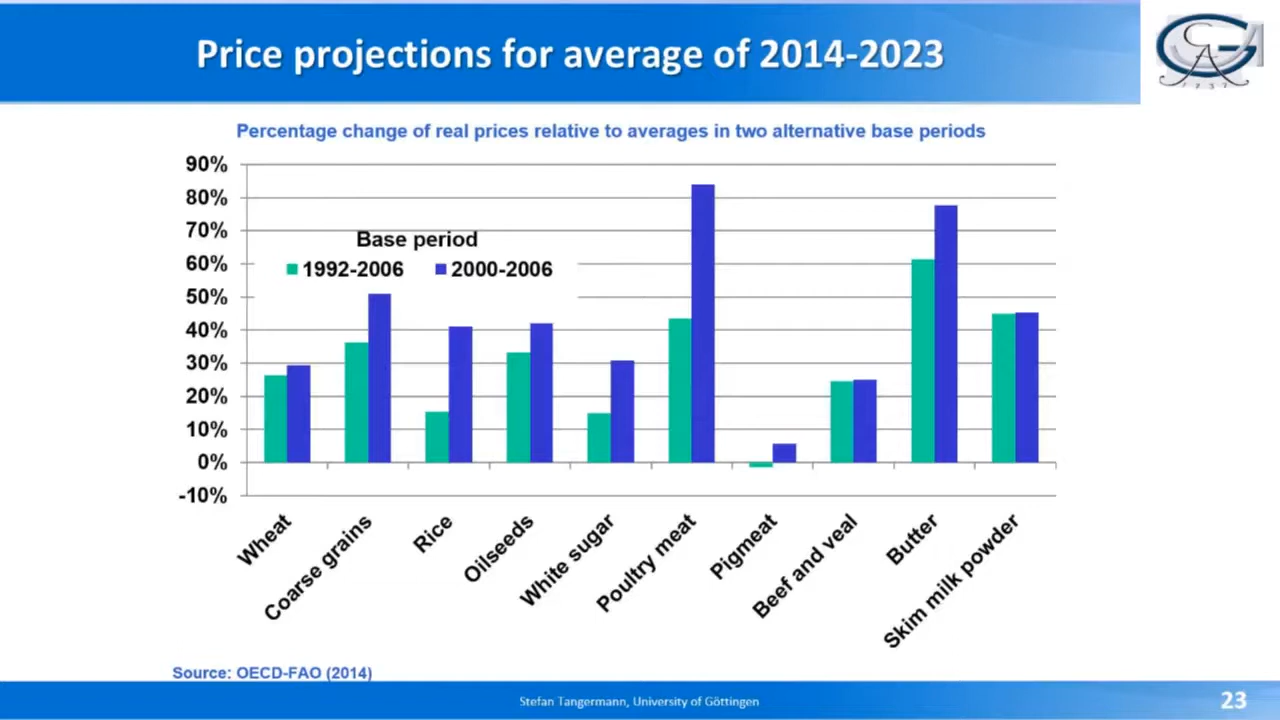 Price projections for average of 2014-2023
Percentage change of real prices relative to averages in two alternative base periods
90%
80%
70%
60%
50%
40%
30%
20%
10%
0%
-10%
Base period
1992-2006 2000-2006
Wheat
Coarse grains
Rice
Oilseeds
White sugar
Poultry meat
Pigmeat
Beef and veal
Butter
Skim milk powder
Source: OECD-FAO (2014)
Stefan Tangermann, University of Göttingen
23